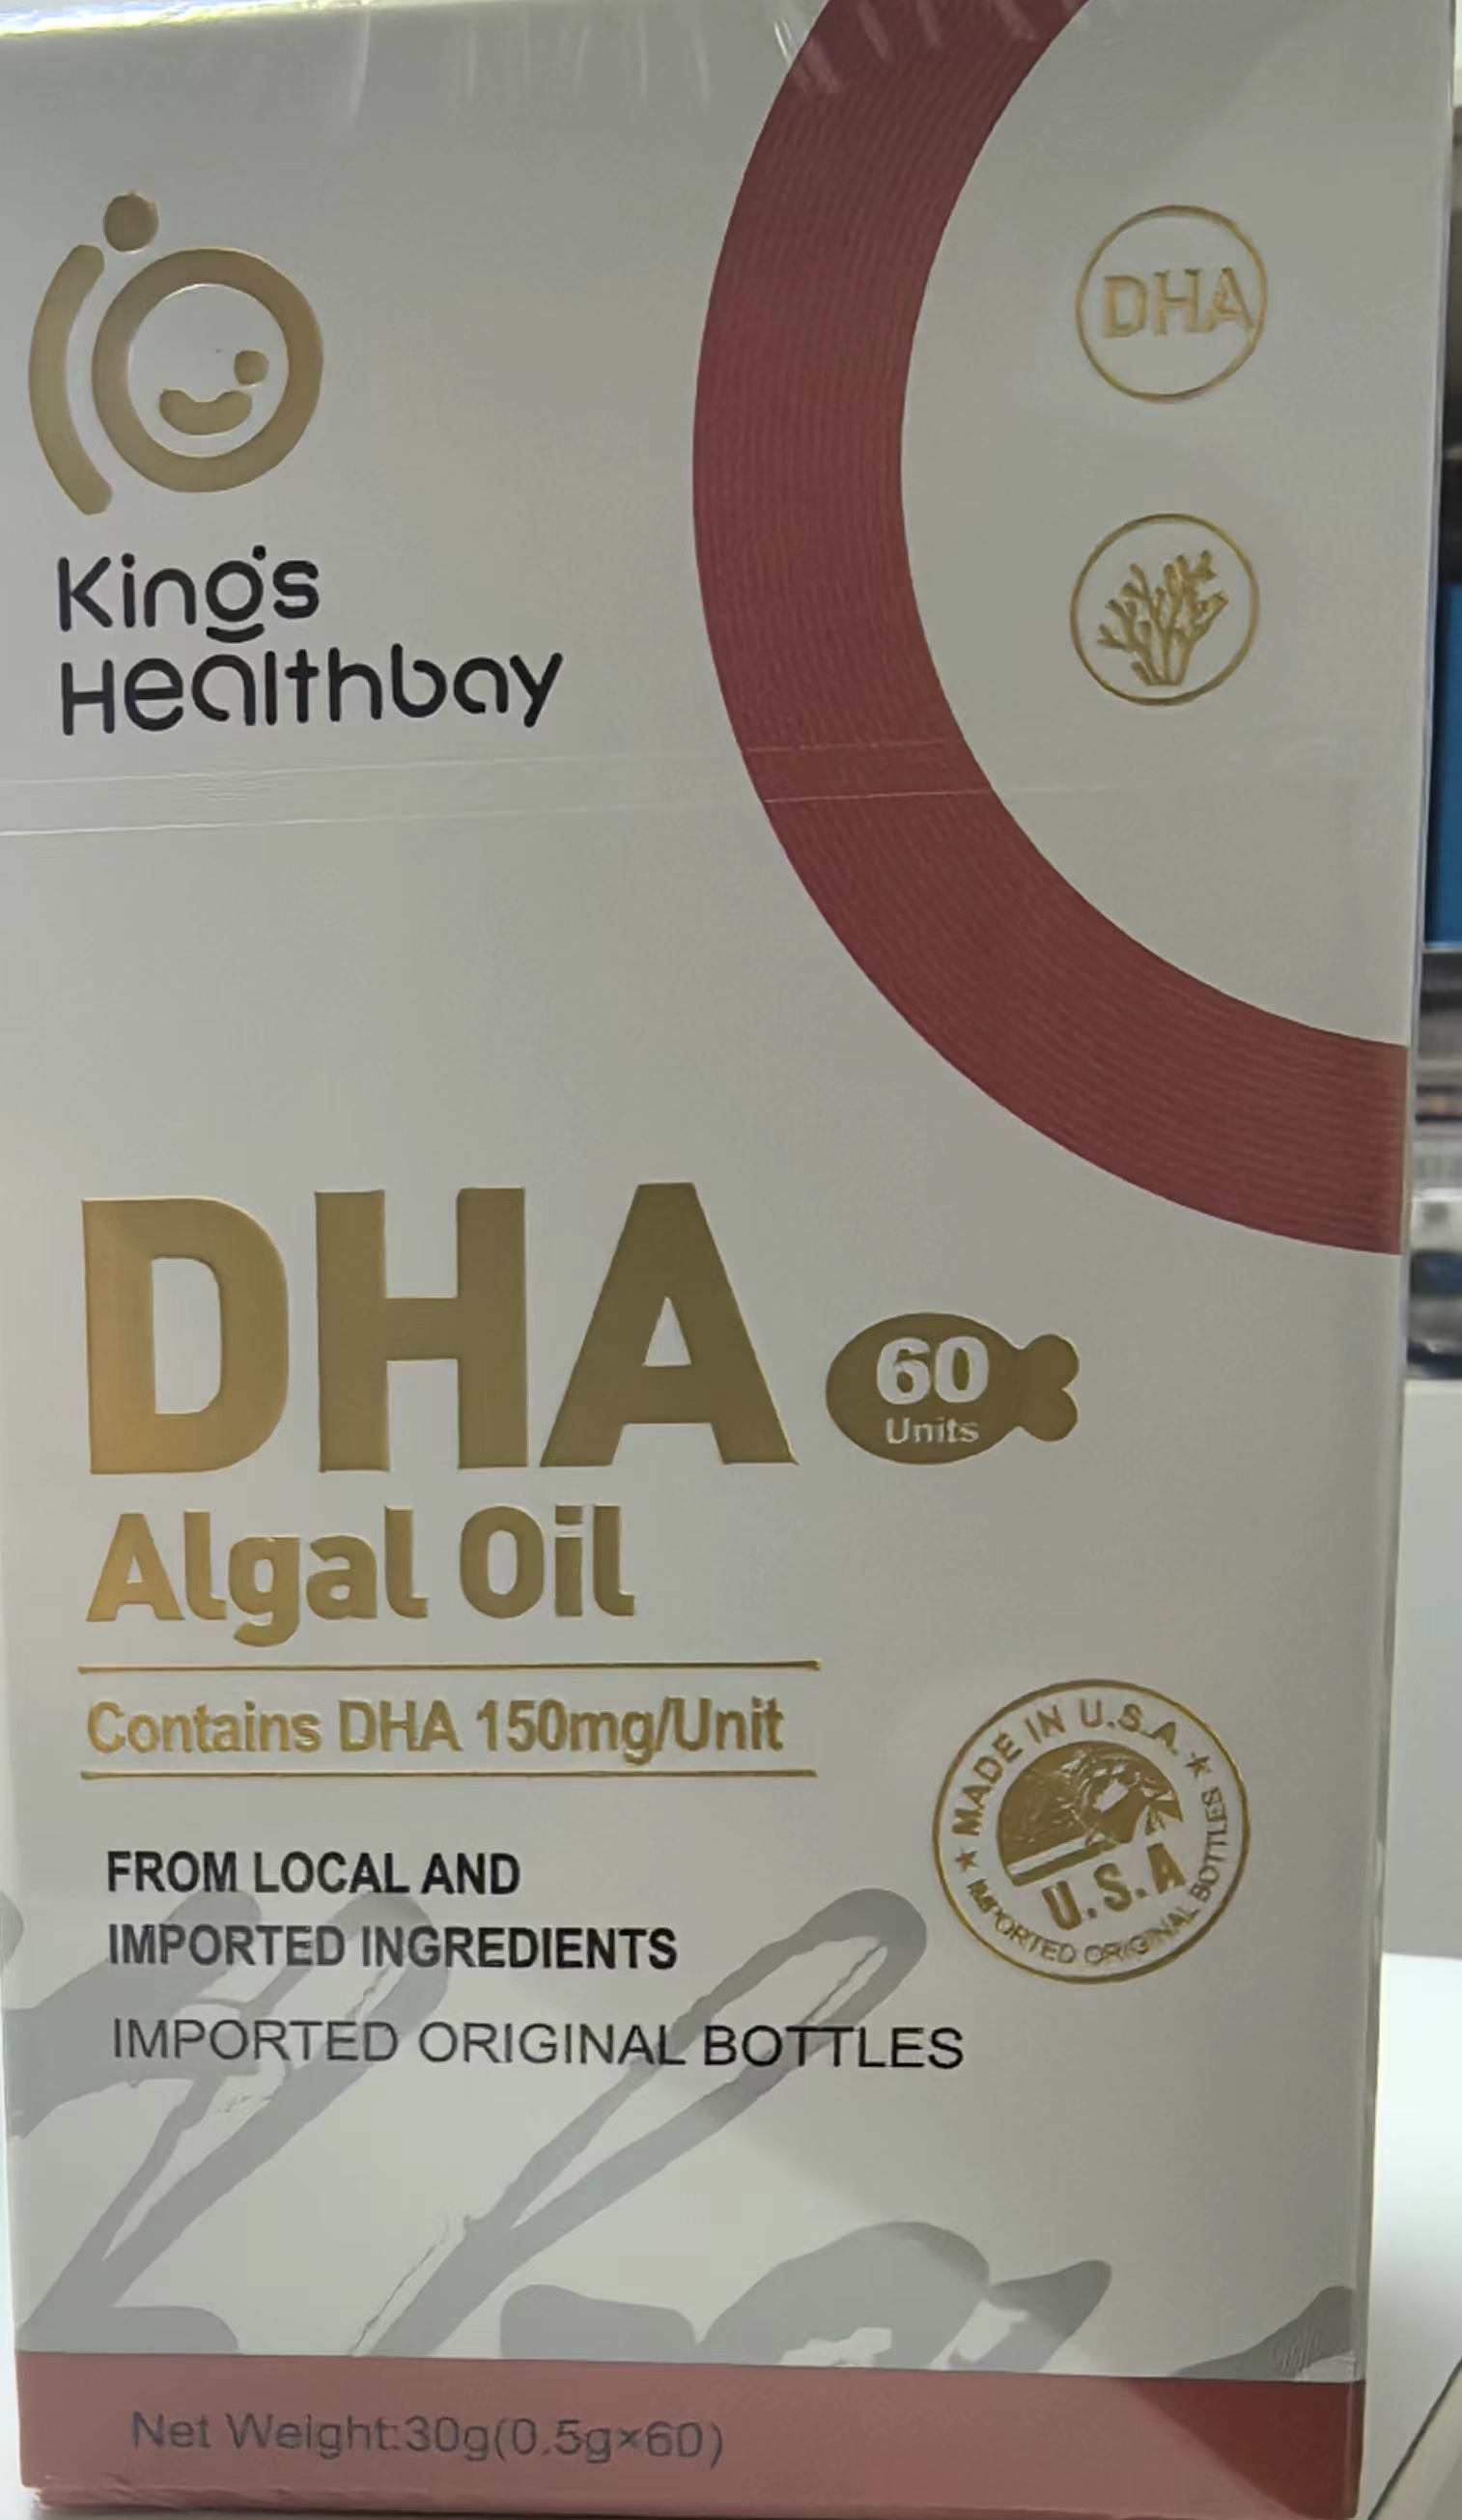 DHA
King's
Healthbay
DHA
60
Units
Algal Oil
Contains DHA 150mg/Unit
MADE IN U.S.A.
U.S.A
IMPORTED ORIGINAL BOTTLES
FROM LOCAL AND
IMPORTED INGREDIENTS
IMPORTED ORIGINAL BOTTLES
Net Weight:30g(0.5g×60)